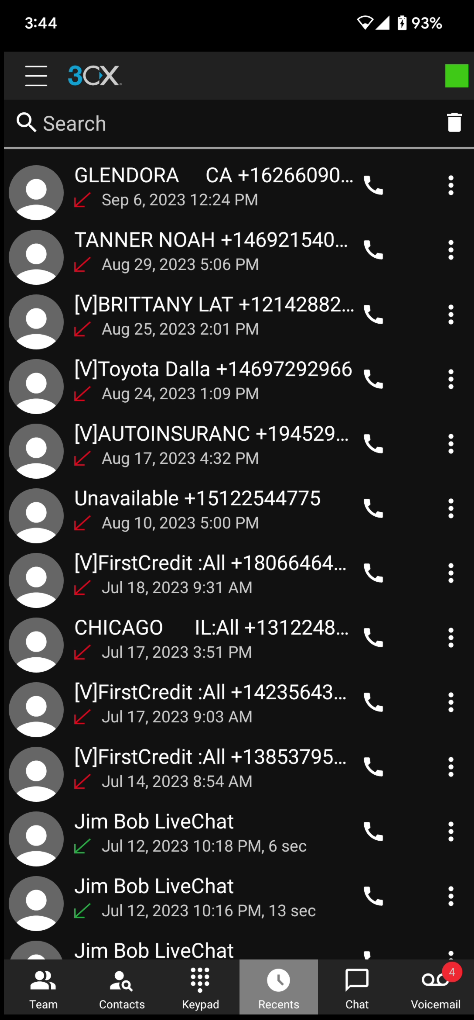 3:44
93%
3CX
Search
GLENDORA CA +16266090...
Sep 6, 2023 12:24 PM
TANNER NOAH +146921540...
Aug 29, 2023 5:06 PM
[V]BRITTANY LAT +12142882...
Aug 25, 2023 2:01 PM
[V]Toyota Dalla +14697292966
Aug 24, 2023 1:09 PM
[V]AUTOINSURANC +194529...
Aug 17, 2023 4:32 PM
Unavailable +15122544775
Aug 10, 2023 5:00 PM
[V]FirstCredit :All +18066464...
Jul 18, 2023 9:31 AM
CHICAGO IL:All +1312248...
Jul 17, 2023 3:51 PM
[V]FirstCredit :All +14235643...
Jul 17, 2023 9:03 AM
[V]FirstCredit :All +13853795...
Jul 14, 2023 8:54 AM
Jim Bob LiveChat
Jul 12, 2023 10:18 PM, 6 sec
Jim Bob LiveChat
Jul 12, 2023 10:16 PM, 13 sec
Jim Bob LiveChat
4
Team Contacts Keypad Recents Chat Voicemail